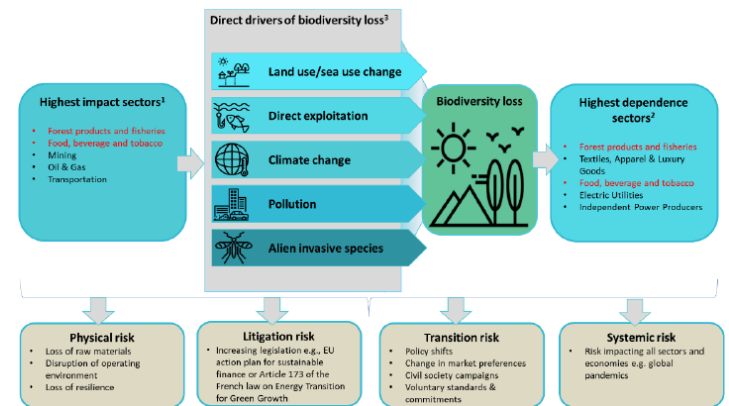 Direct drivers of biodiversity loss3
Highest impact sectors1
• Forest products and fisheries
• Food, beverage and tobacco
• Mining
• Oil & Gas
• Transportation
Land use/sea use change
Direct exploitation
Climate change
Pollution
Alien invasive species
Biodiversity loss
Highest dependence
sectors2
• Forest products and fisheries
• Textiles, Apparel & Luxury
Goods
• Food, beverage and tobacco
• Electric Utilities
• Independent Power Producers
Physical risk
• Loss of raw materials
• Disruption of operating
environment
• Loss of resilience
Litigation risk
• Increasing legislation e.g., EU
action plan for sustainable
finance or Article 173 of the
French law on Energy Transition
for Green Growth
Transition risk
• Policy shifts
• Change in market preferences
• Civil society campaigns
• Voluntary standards &
commitments
Systemic risk
• Risk impacting all sectors and
economies e.g. global
pandemics